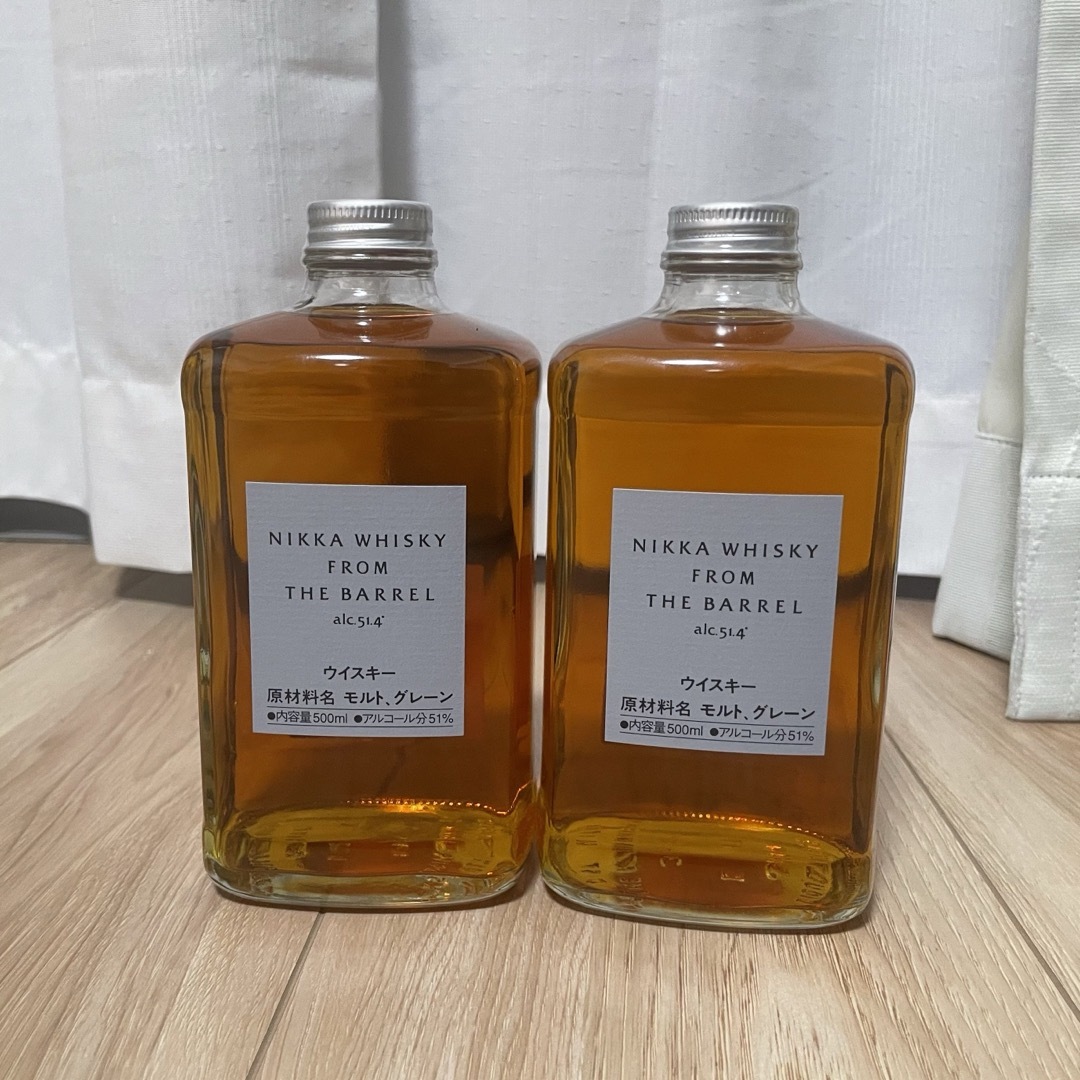 NIKKA WHISKY
FROM
THE BARREL
alc.51.4°
ウイスキー
原材料名 モルト、グレーン
●内容量500ml ●アルコール分51%
NIKKA WHISKY
FROM
THE BARREL
alc.51.4°
ウイスキー
原材料名 モルト、グレーン
●内容量500ml ●アルコール分51%